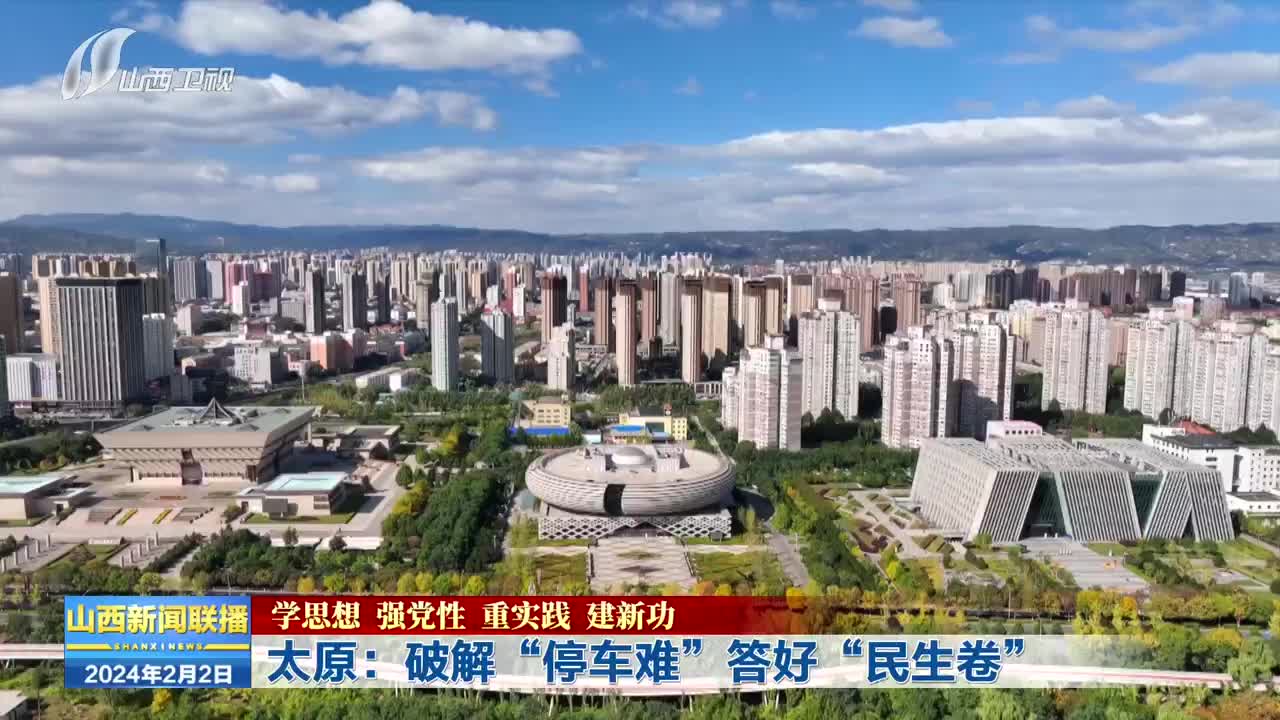 山西卫视
山西新闻联播
SHANXINEWS
2024年2月2日
学思想 强党性 重实践 建新功
太原：破解“停车难”答好“民生卷”